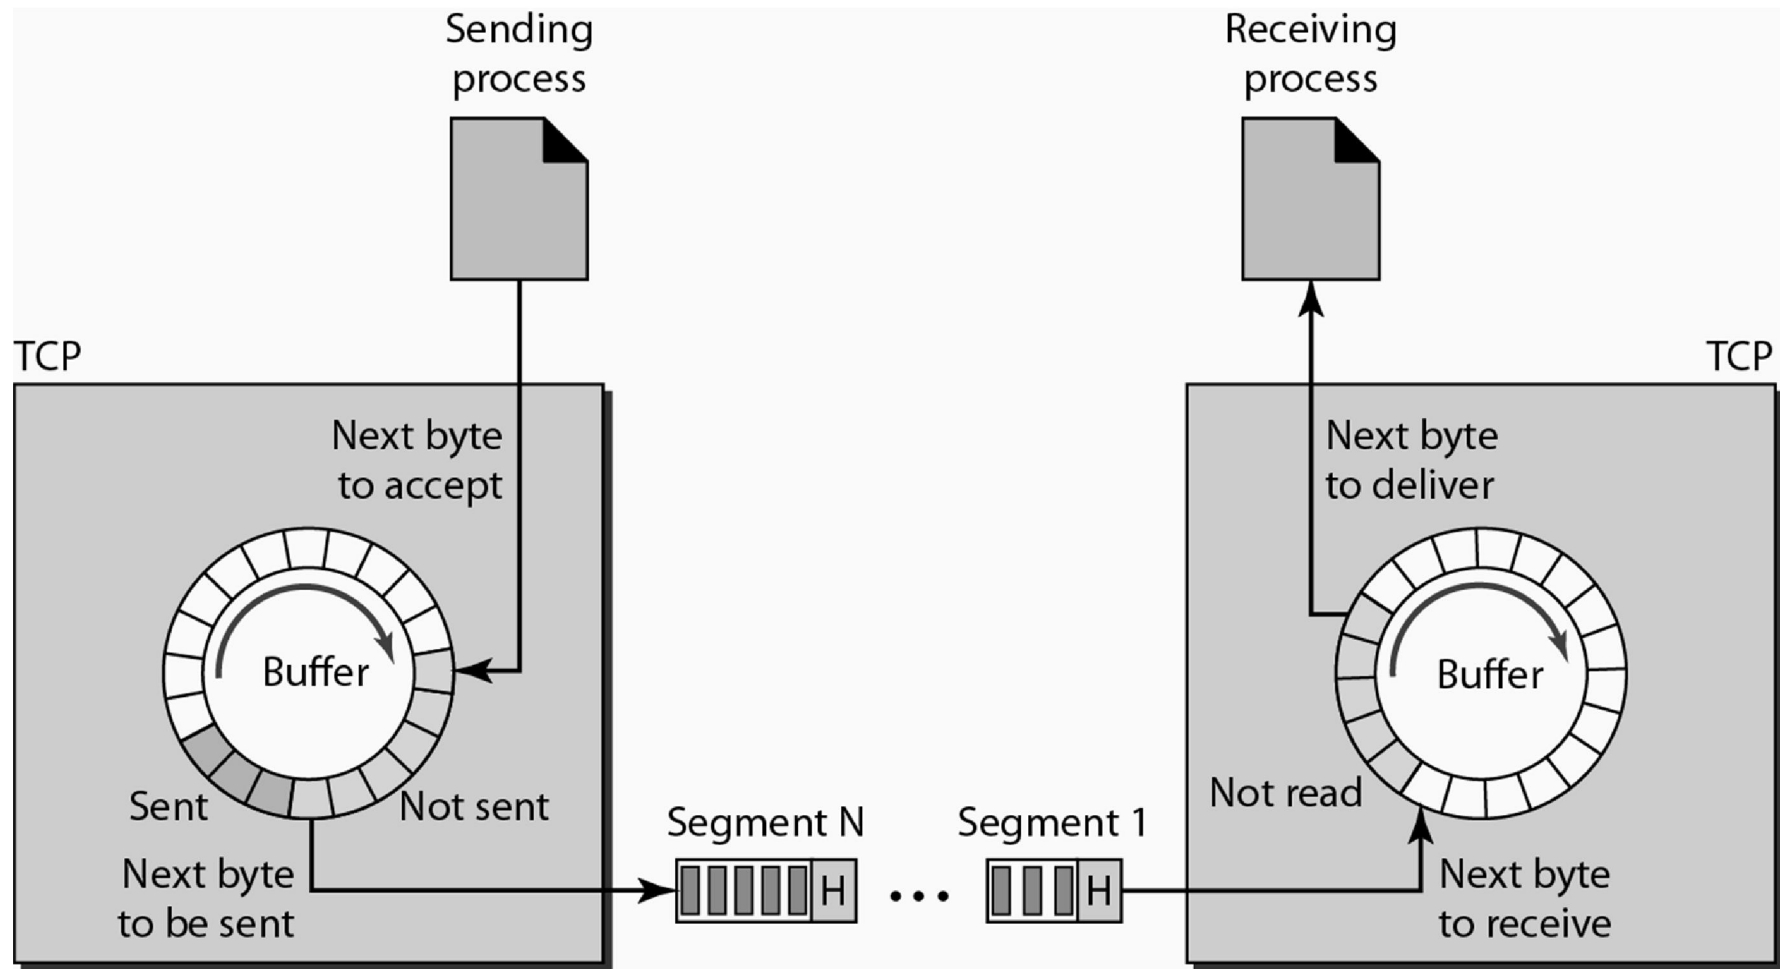 Sending
process
Receiving
process
TCP
TCP
Next byte
to accept
Next byte
to deliver
Buffer
Buffer
Sent
Not sent
Not read
Segment N
Segment 1
Next byte
to be sent
H
...
H
Next byte
to receive